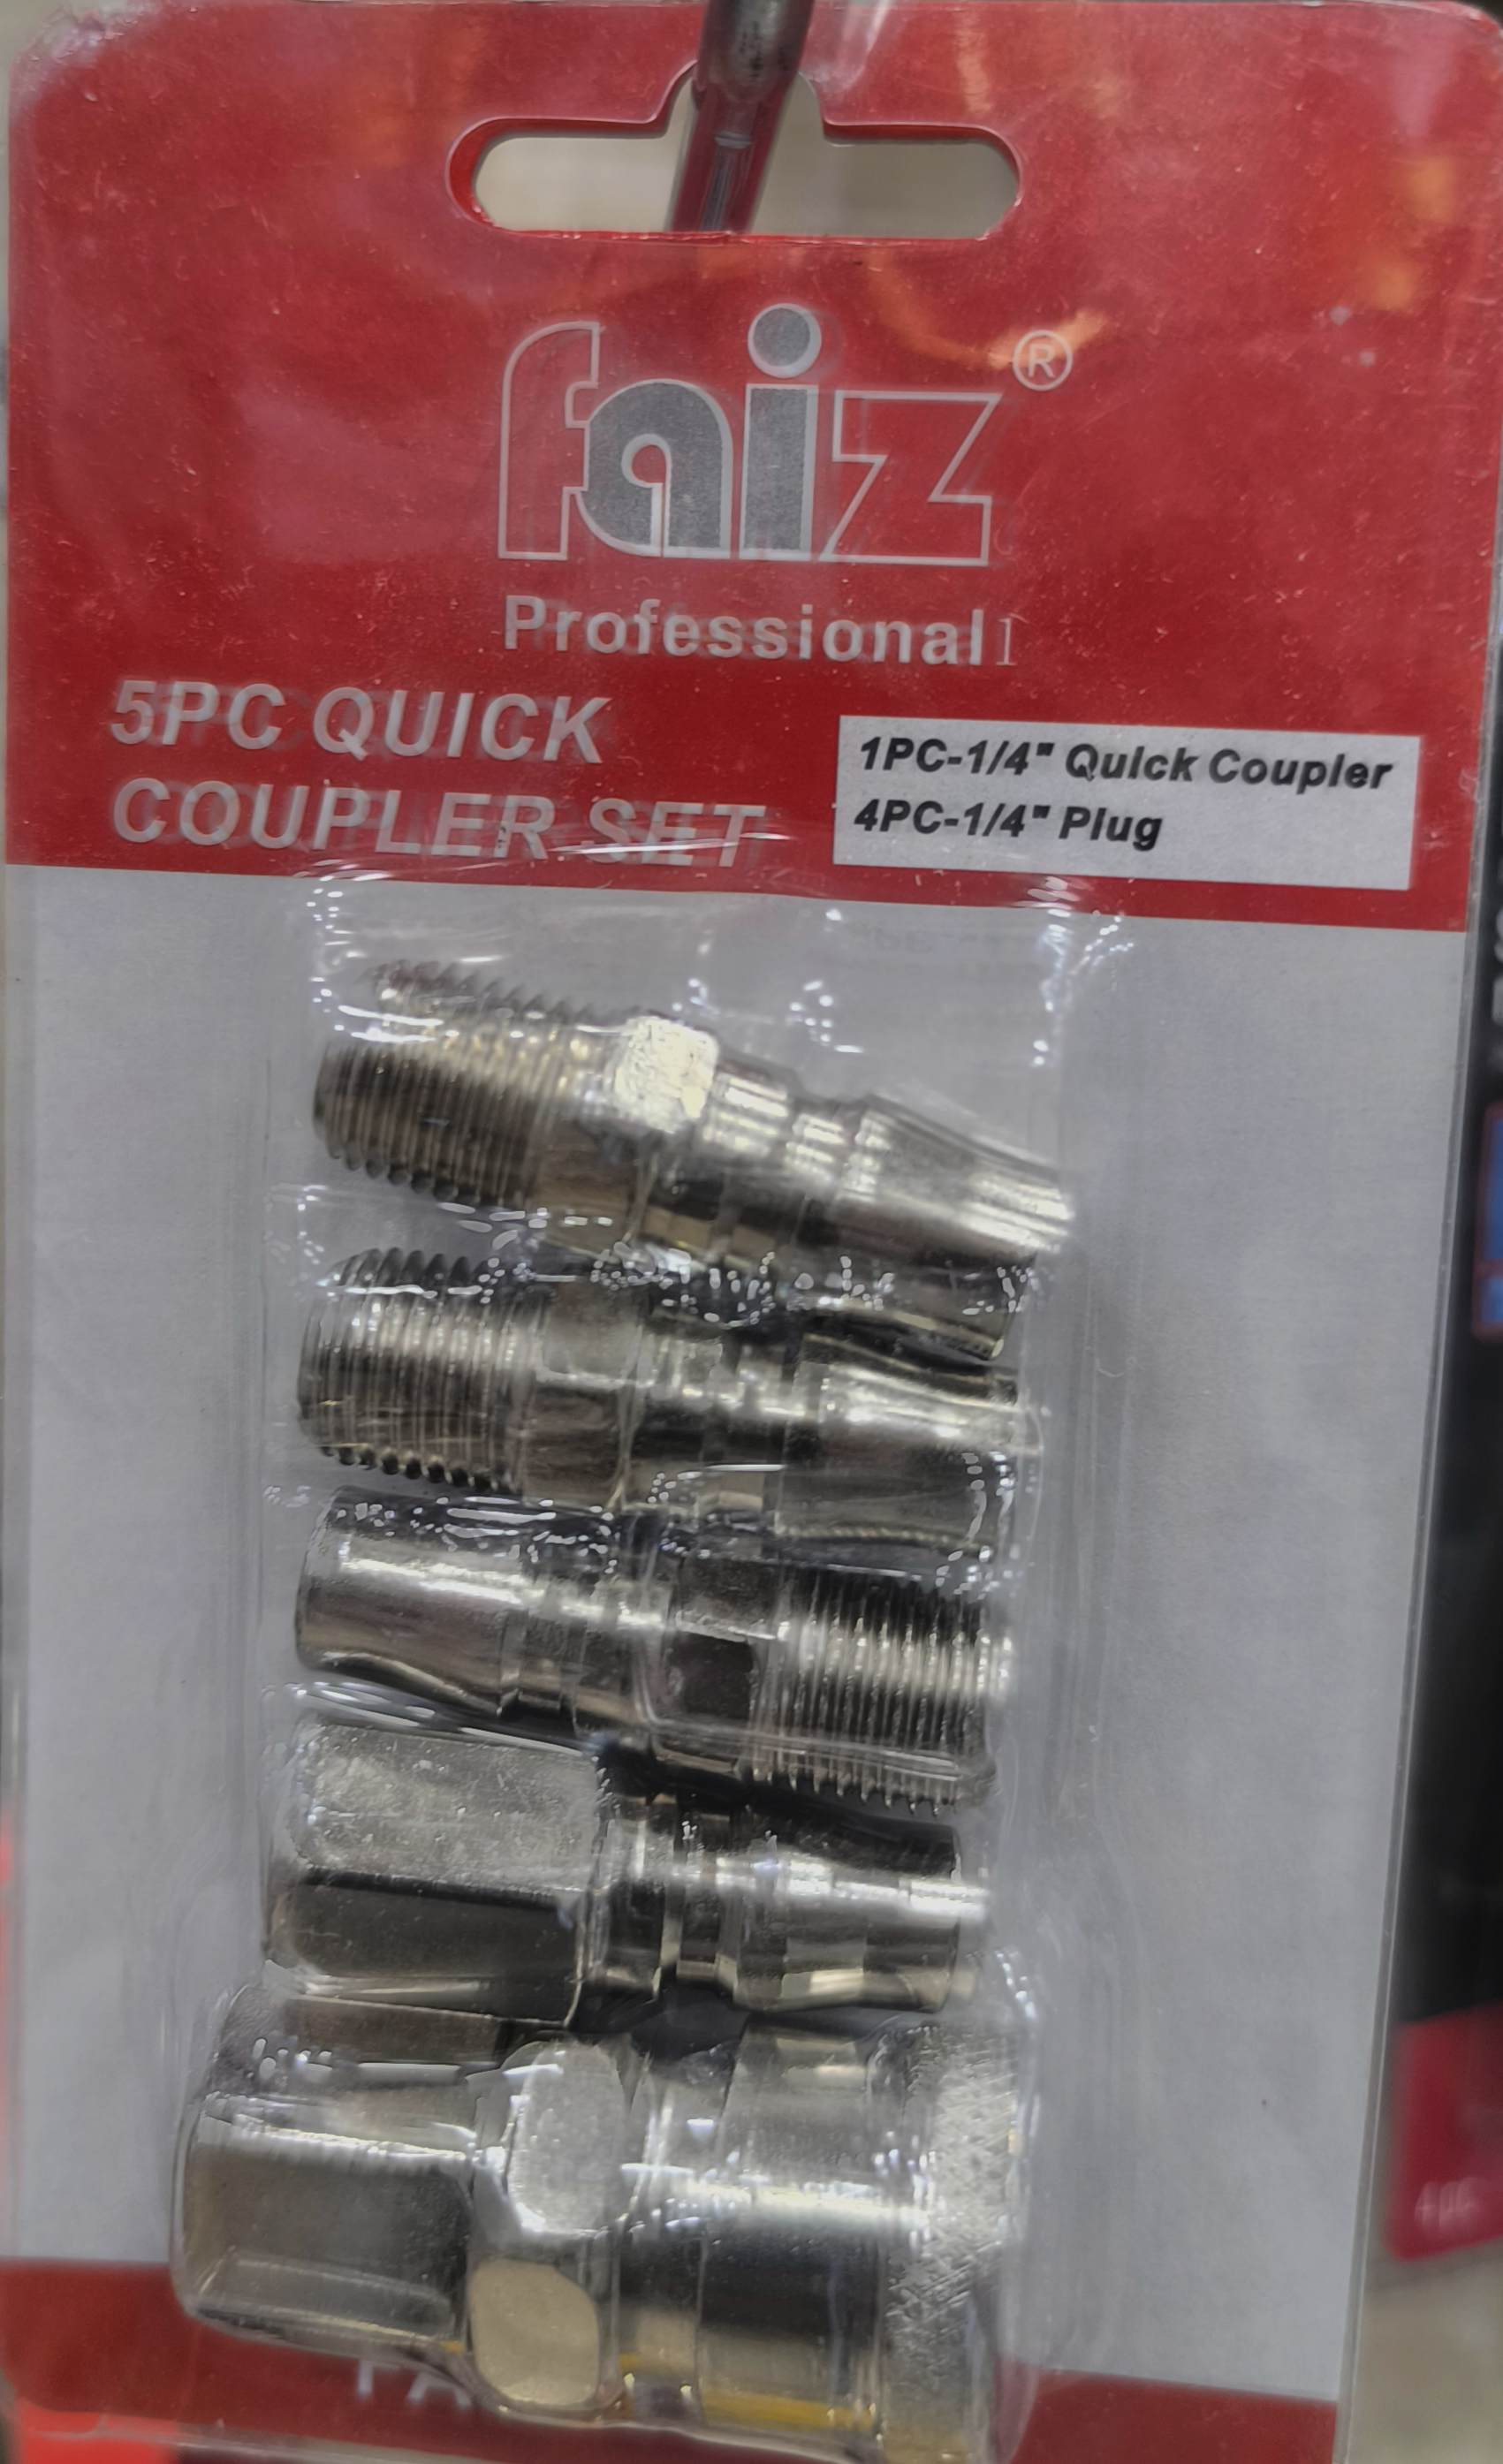 faiz®
Professional
5PC QUICK
COUPLER SET
1PC-1/4" Quick Coupler
4PC-1/4" Plug